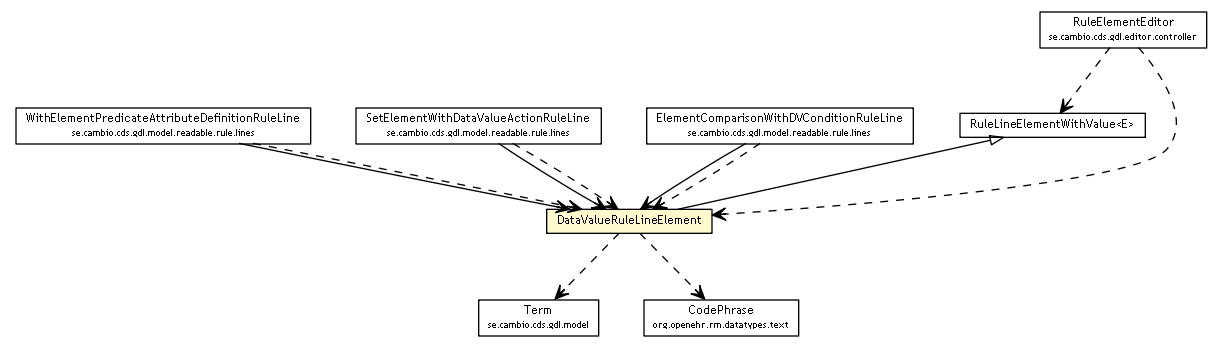 RuleElementEditor
se.cambio.cds.gdl.editor.controller
WithElementPredicateAttributeDefinitionRuleLine
se.cambio.cds.gdl.model.readable.rule.lines
SetElementWithDataValueActionRuleLine
se.cambio.cds.gdl.model.readable.rule.lines
ElementComparisonWithDVConditionRuleLine
se.cambio.cds.gdl.model.readable.rule.lines
RuleLineElementWithValue<E>
DataValueRuleLineElement
Term
se.cambio.cds.gdl.model
CodePhrase
org.openehr.rm.datatypes.text